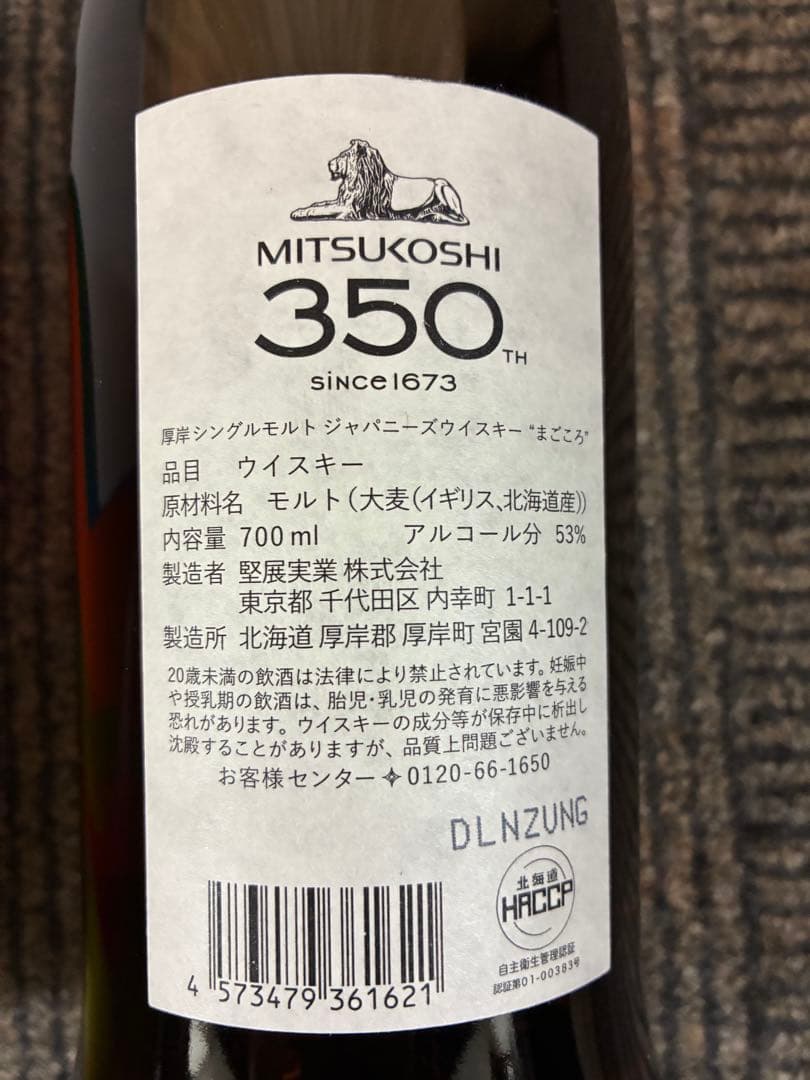 MITSUKOSHI
350TH
since1673
厚岸シングルモルト ジャパニーズウイスキー “まごころ”
品目 ウイスキー
原材料名 モルト(大麦(イギリス、北海道産))
内容量 700ml アルコール分 53%
製造者 堅展実業 株式会社
東京都 千代田区 内幸町 1-1-1
製造所 北海道 厚岸郡 厚岸町 宮園 4-109-2
20歳未満の飲酒は法律により禁止されています。妊娠中
や授乳期の飲酒は、胎児・乳児の発育に悪影響を与える
恐れがあります。ウイスキーの成分等が保存中に析出し
沈殿することがありますが、品質上問題ございません。
お客様センター✧0120-66-1650
DLNZUNG
北海道
HACCP
自主衛生管理認証
認証第01-00383号
4 573479 361621